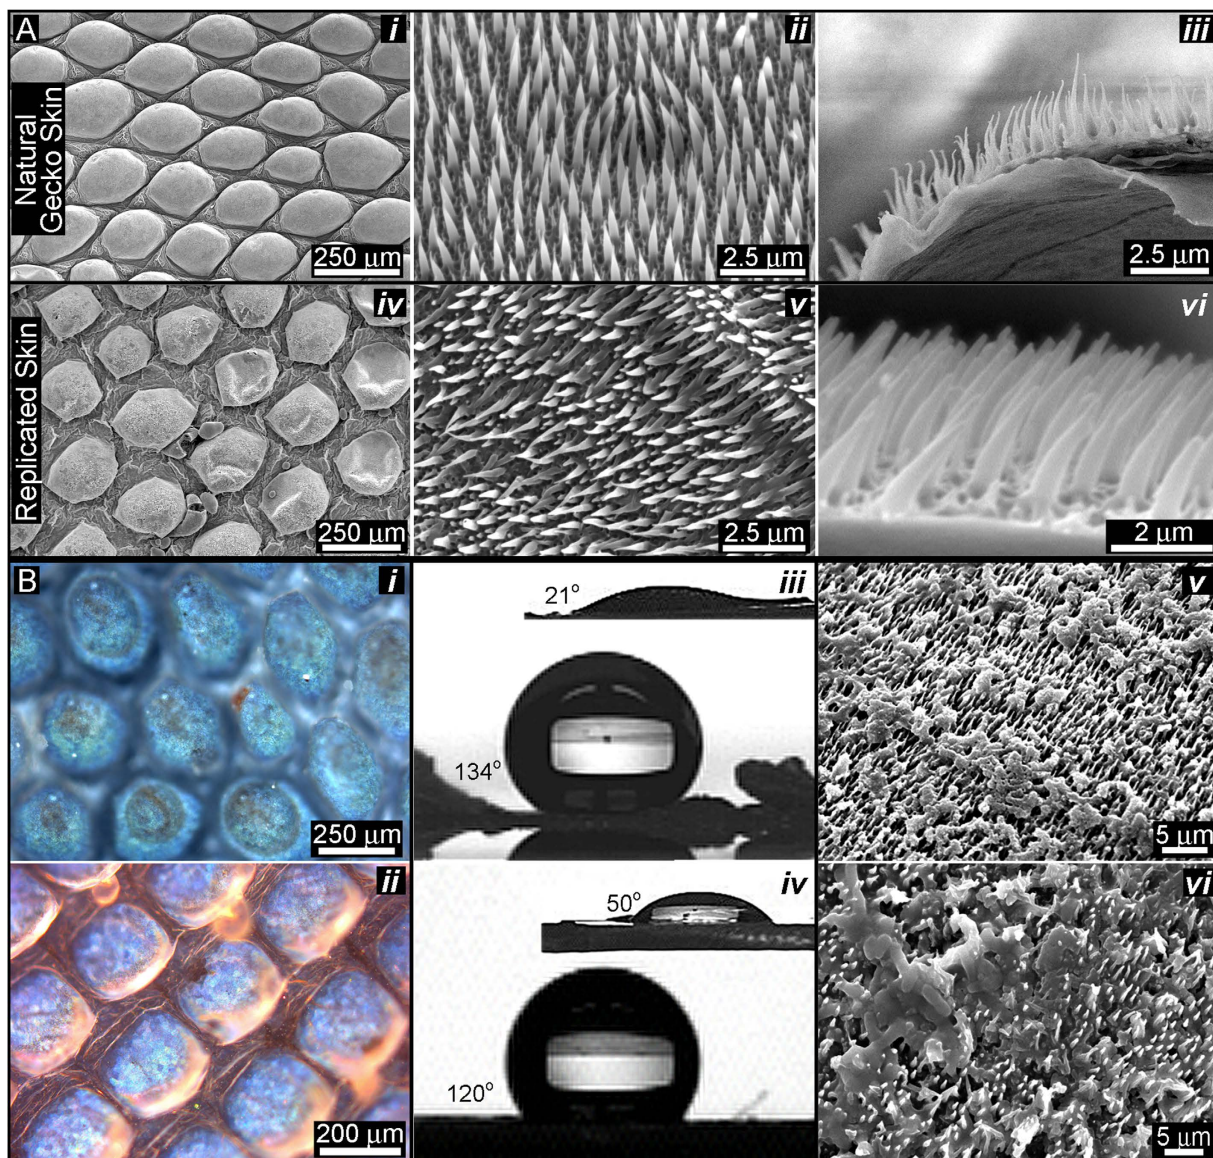 A
i
ii
iii
Natural
Gecko Skin
250 µm
2.5 µm
2.5 µm
iv
v
vi
Replicated Skin
250 µm
2.5 µm
2 µm
B
i
iii
v
21°
134°
250 µm
5 µm
ii
iv
vi
50°
120°
200 µm
5 µm